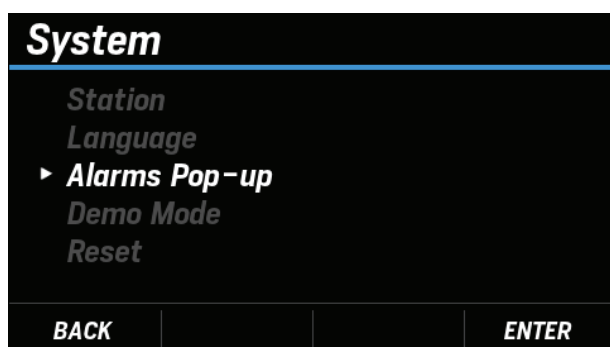 System
Station
Language
Alarms Pop-up
Demo Mode
Reset
BACK ENTER